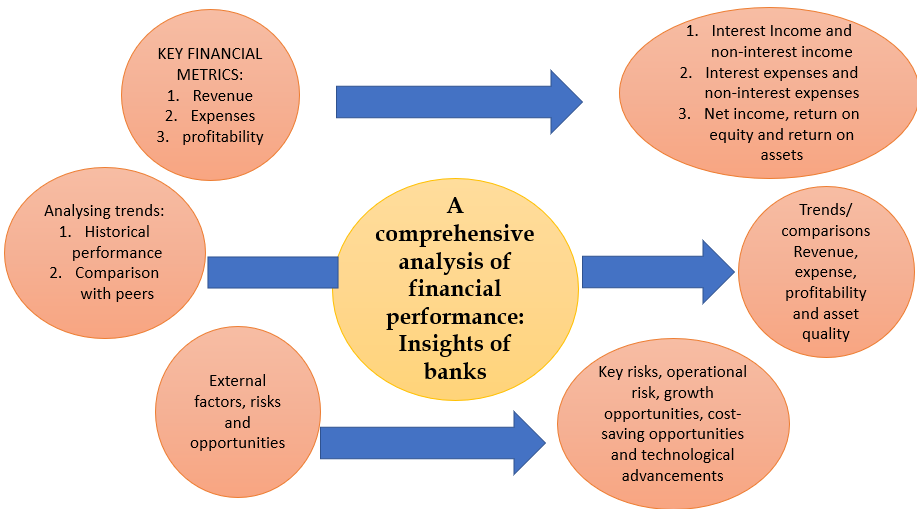 KEY FINANCIAL
METRICS:
1. Revenue
2. Expenses
3. profitability
1. Interest Income and
non-interest income
2. Interest expenses and
non-interest expenses
3. Net income, return on
equity and return on
assets
Analysing trends:
1. Historical
performance
2. Comparison
with peers
A
comprehensive
analysis of
financial
performance:
Insights of
banks
Trends/
comparisons
Revenue,
expense,
profitability
and asset
quality
External
factors, risks
and
opportunities
Key risks, operational
risk, growth
opportunities, cost-
saving opportunities
and technological
advancements